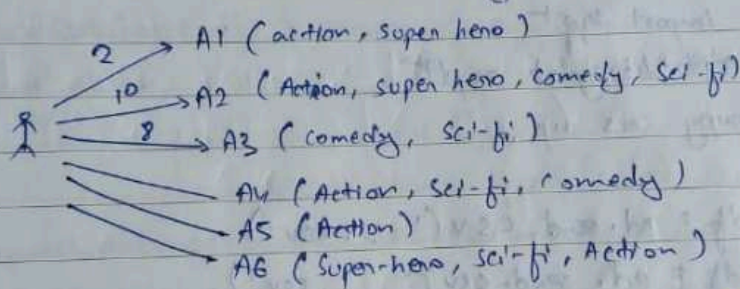 2 A1 (action, super hero)
10 A2 (Action, super hero, comedy, sci-fi)
8 A3 (comedy, sci-fi)
A4 (Action, sci-fi, comedy)
A5 (Action)
A6 (Super-hero, sci-fi, Action)